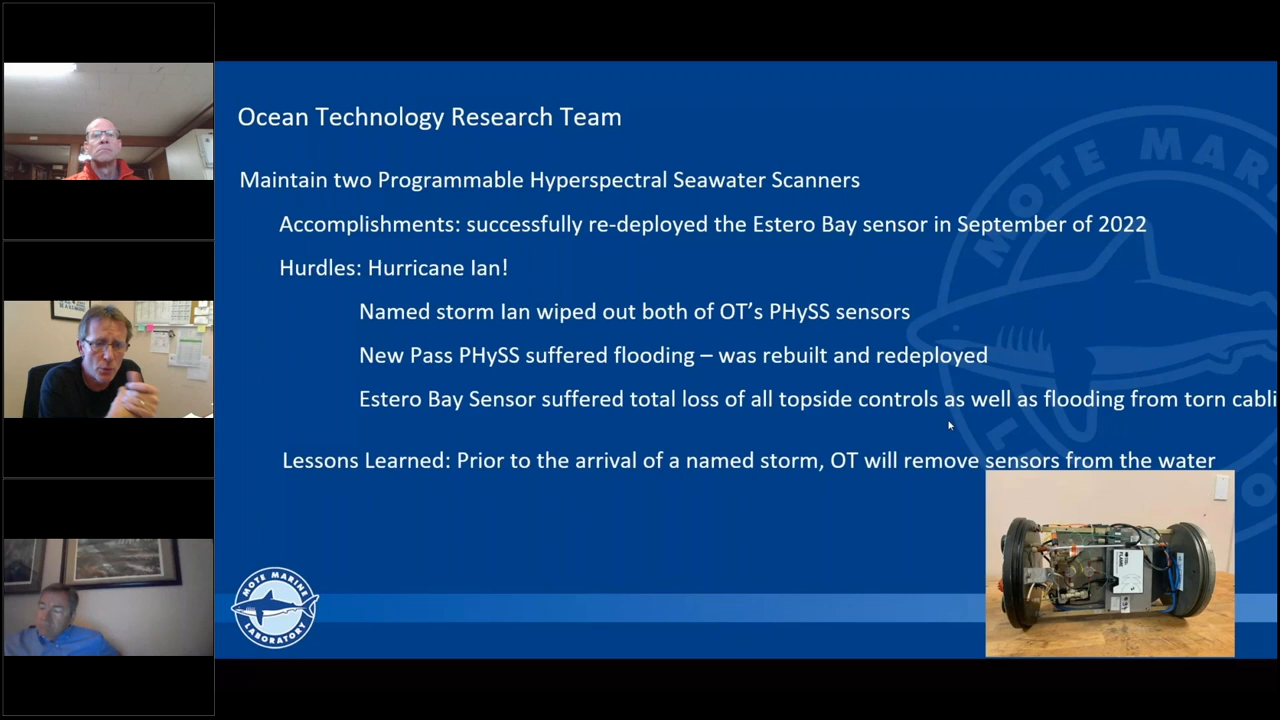 Ocean Technology Research Team
Maintain two Programmable Hyperspectral Seawater Scanners
Accomplishments: successfully re-deployed the Estero Bay sensor in September of 2022
Hurdles: Hurricane Ian!
Named storm Ian wiped out both of OT's PHySS sensors
New Pass PHySS suffered flooding – was rebuilt and redeployed
Estero Bay Sensor suffered total loss of all topside controls as well as flooding from torn cabli
Lessons Learned: Prior to the arrival of a named storm, OT will remove sensors from the water
MOTE MARINE
LABORATORY
MOTE MARI